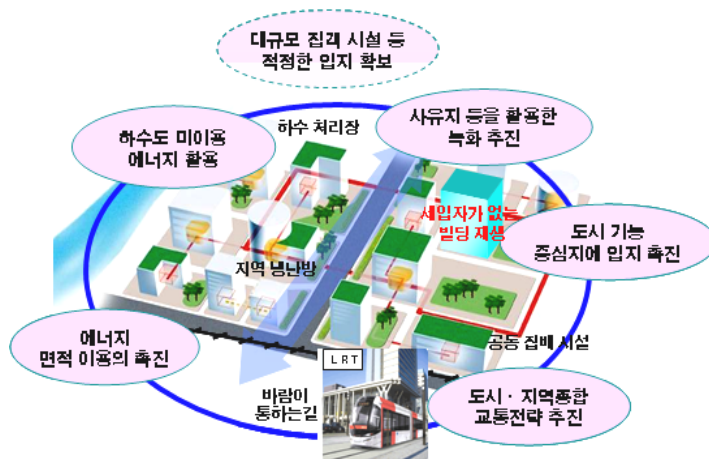 대규모 집객 시설 등
적정한 입지 확보
하수 처리장
사유지 등을 활용한
녹화 추진
하수도 미이용
에너지 활용
세입자가 없는
빌딩 재생
도시 기능
중심지에 입지 촉진
지역 냉난방
에너지
면적 이용의 촉진
공동 집배 시설
LRT
바람이
통하는길
도시 · 지역종합
교통전략 추진